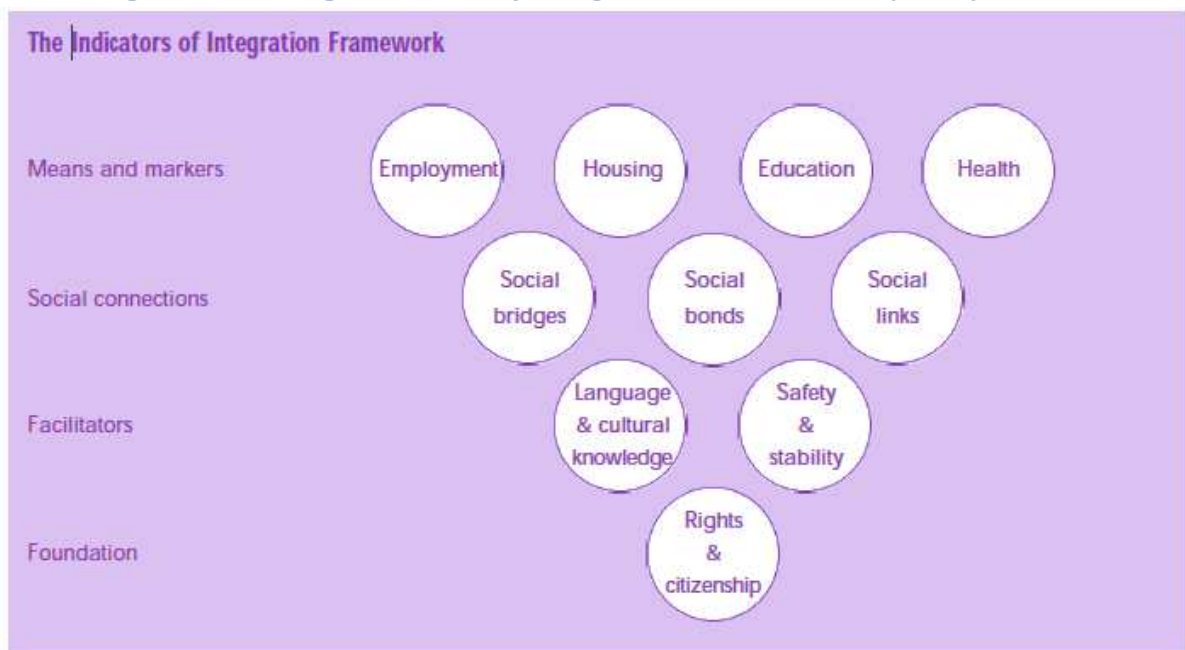 The Indicators of Integration Framework
Means and markers
Employment
Housing
Education
Health
Social connections
Social
bridges
Social
bonds
Social
links
Facilitators
Language
& cultural
knowledge
Safety
&
stability
Foundation
Rights
&
citizenship